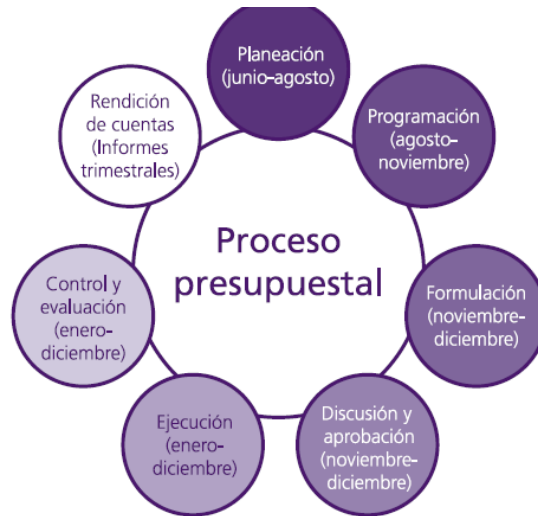 Proceso
presupuestal
Planeación
(junio-agosto)
Programación
(agosto-
noviembre)
Formulación
(noviembre-
diciembre)
Discusión y
aprobación
(noviembre-
diciembre)
Ejecución
(enero-
diciembre)
Control y
evaluación
(enero-
diciembre)
Rendición
de cuentas
(Informes
trimestrales)